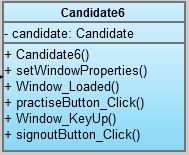 Candidate6
- candidate: Candidate
+ Candidate6()
+ setWindowProperties()
+ Window_Loaded()
+ practiseButton_Click()
+ Window_KeyUp()
+ signoutButton_Click()